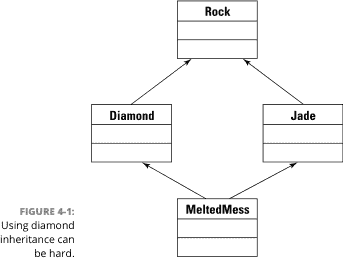 Rock
Diamond
Jade
MeltedMess
FIGURE 4-1:
Using diamond
inheritance can
be hard.